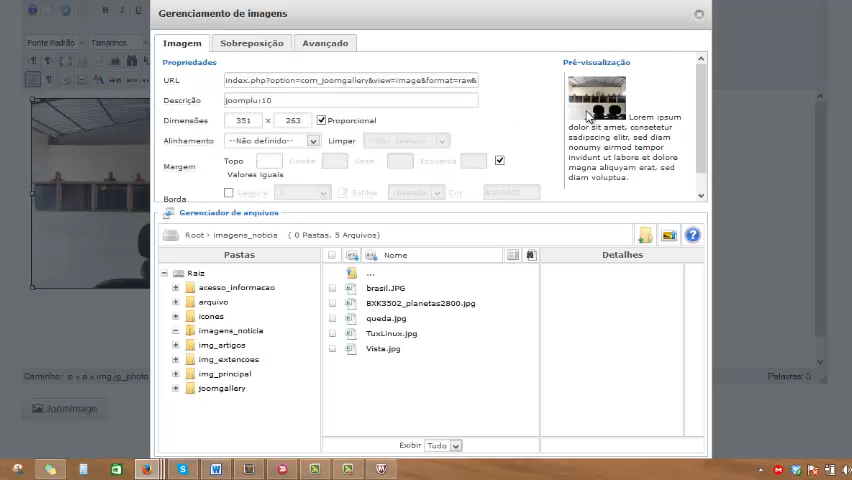 Gerenciamento de imagens
Imagem
Sobreposição
Avançado
Propriedades
Pré-visualização
URL
index.php?option=com_joomgallery&view=image&format=raw&
Descrição
joomplu:10
Dimensões
351 x 263
Proporcional
Alinhamento
--Não definido--
Limpar
Margem
Topo
Direita
Esquerda
Valores iguais
Borda
Estilos
Cor
Lorem ipsum
dolor sit amet, consetetur
sadipscing elitr, sed diam
nonumy eirmod tempor
invidunt ut labore et dolore
magna aliquyam erat, sed
diam voluptua.
Gerenciador de arquivos
Root > imagens_noticia ( 0 Pastas, 5 Arquivos)
Pastas
Nome
Detalhes
Raiz
acesso_informacao
arquivo
icones
imagens_noticia
img_artigos
img_extencoes
img_principal
joomgallery
...
brasil.JPG
BXK3502_planetas2800.jpg
queda.jpg
TuxLinux.jpg
Vista.jpg
Exibir
Tudo
Fonte Padrão
Tamanhos
Caminho: p » p » img.jg_photo
Palavras: 0
JoomImage